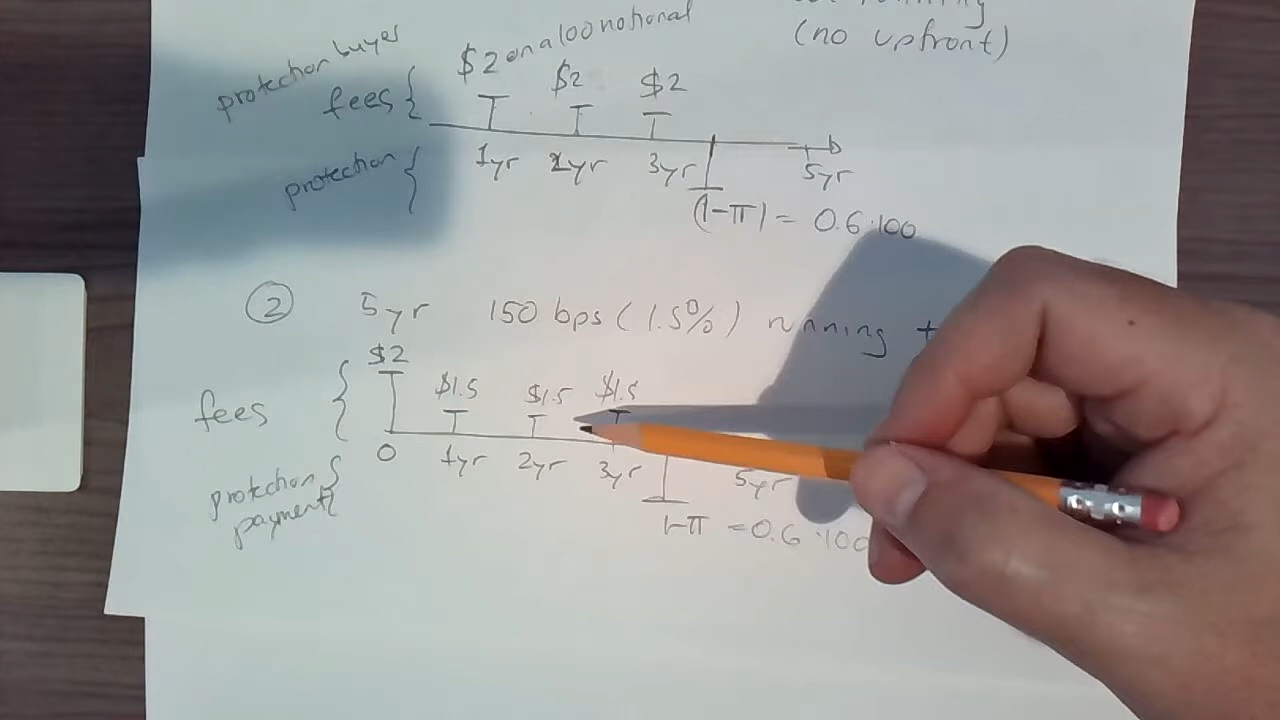 (no upfront)
protection buyer
fees {
$2 on a 100 notional
$2
$2
protection {
1yr
2yr
3yr
5yr
(1-π) = 0.6·100
② 5yr 150 bps (1.5%) running
fees {
$2
$1.5
$1.5
$1.5
0
1yr
2yr
3yr
5yr
protection payment {
1-π = 0.6·100